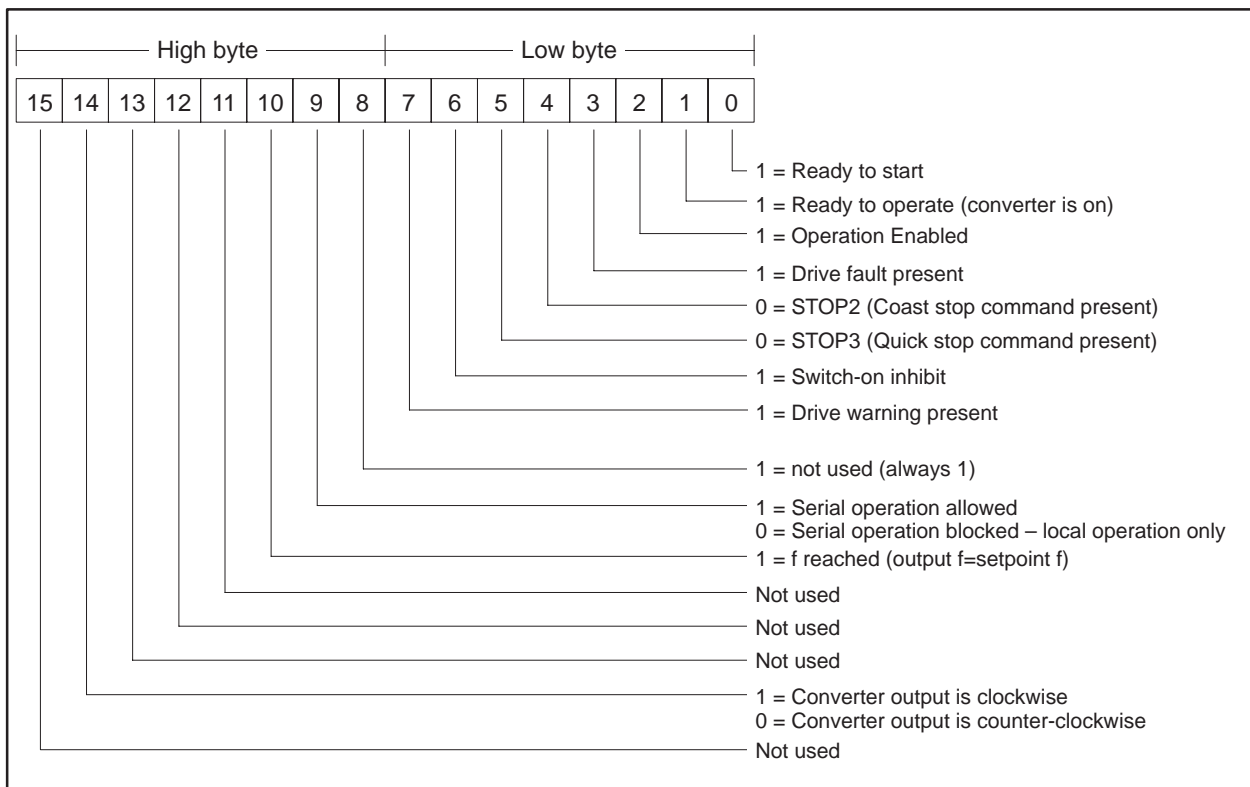 High byte Low byte
15 14 13 12 11 10 9 8 7 6 5 4 3 2 1 0
1 = Ready to start
1 = Ready to operate (converter is on)
1 = Operation Enabled
1 = Drive fault present
0 = STOP2 (Coast stop command present)
0 = STOP3 (Quick stop command present)
1 = Switch-on inhibit
1 = Drive warning present
1 = not used (always 1)
1 = Serial operation allowed
0 = Serial operation blocked – local operation only
1 = f reached (output f=setpoint f)
Not used
Not used
Not used
1 = Converter output is clockwise
0 = Converter output is counter-clockwise
Not used